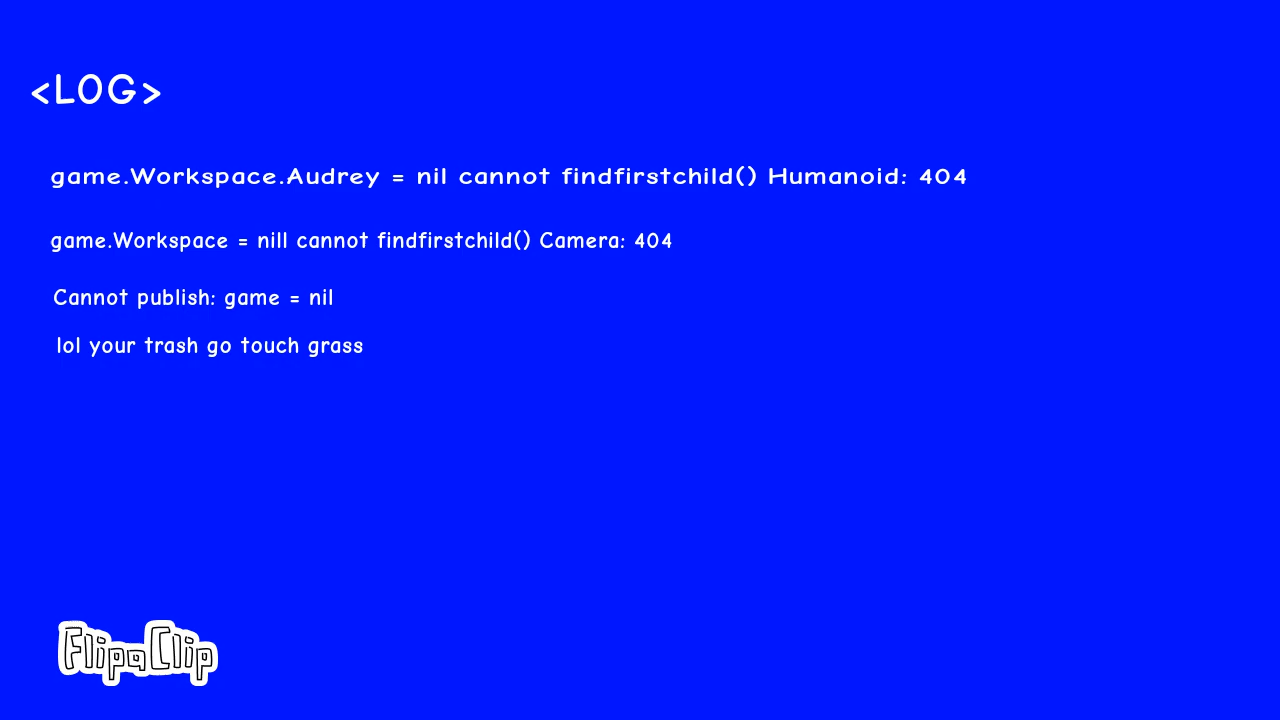 <LOG>
game.Workspace.Audrey = nil cannot findfirstchild() Humanoid: 404
game.Workspace = nill cannot findfirstchild() Camera: 404
Cannot publish: game = nil
lol your trash go touch grass
FlipaClip